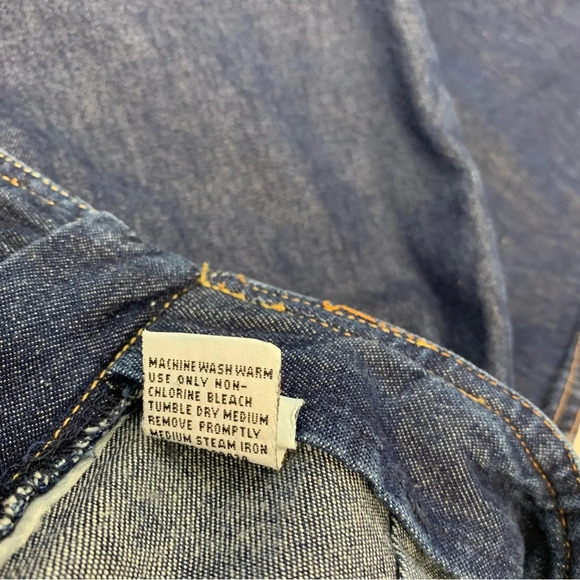 MACHINE WASH WARM
USE ONLY NON-
CHLORINE BLEACH
TUMBLE DRY MEDIUM
REMOVE PROMPTLY
MEDIUM STEAM IRON